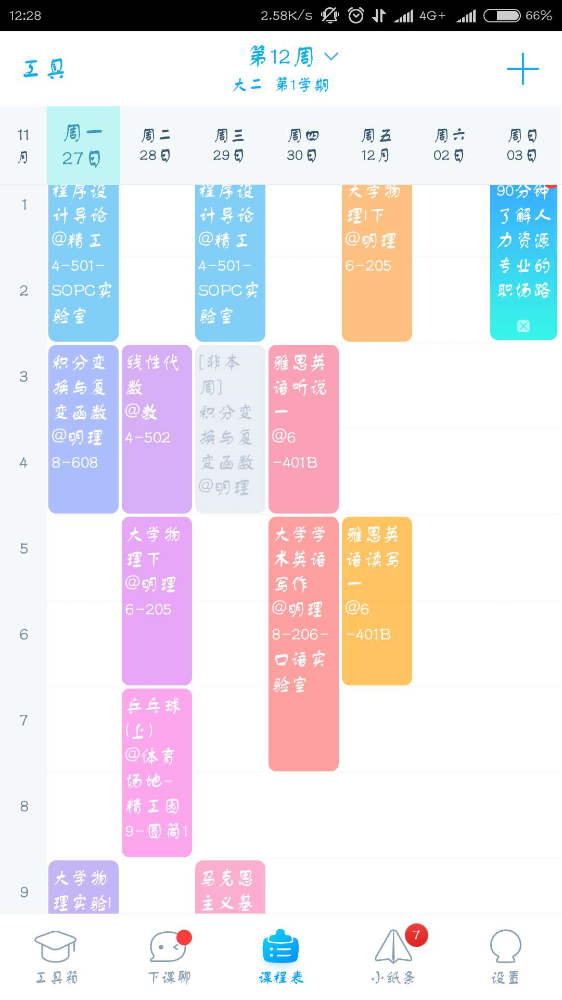 12:28
2.58K/s 4G+ 66%
工具
第12周
大二 第1学期
11月
周一 27日
周二 28日
周三 29日
周四 30日
周五 12月
周六 02日
周日 03日
1
2
3
4
5
6
7
8
9
程序设
计导论
@精工
4-501-
SOPC实
验室
积分变
换与复
变函数
@明理
8-608
大学物
理实验I
线性代
数
@教
4-502
大学物
理下
@明理
6-205
乒乓球
(上)
@体育
场地-
精工园
9-圆筒1
程序设
计导论
@精工
4-501-
SOPC实
验室
[非本
周]
积分变
换与复
变函数
@明理
马克思
主义基
雅思英
语听说
一
@6
-401B
大学学
术英语
写作
@明理
8-206-
口语实
验室
大学物
理I下
@明理
6-205
雅思英
语读写
一
@6
-401B
90分钟
了解人
力资源
专业的
职场路
工具箱
下课聊
课程表
7
小纸条
设置